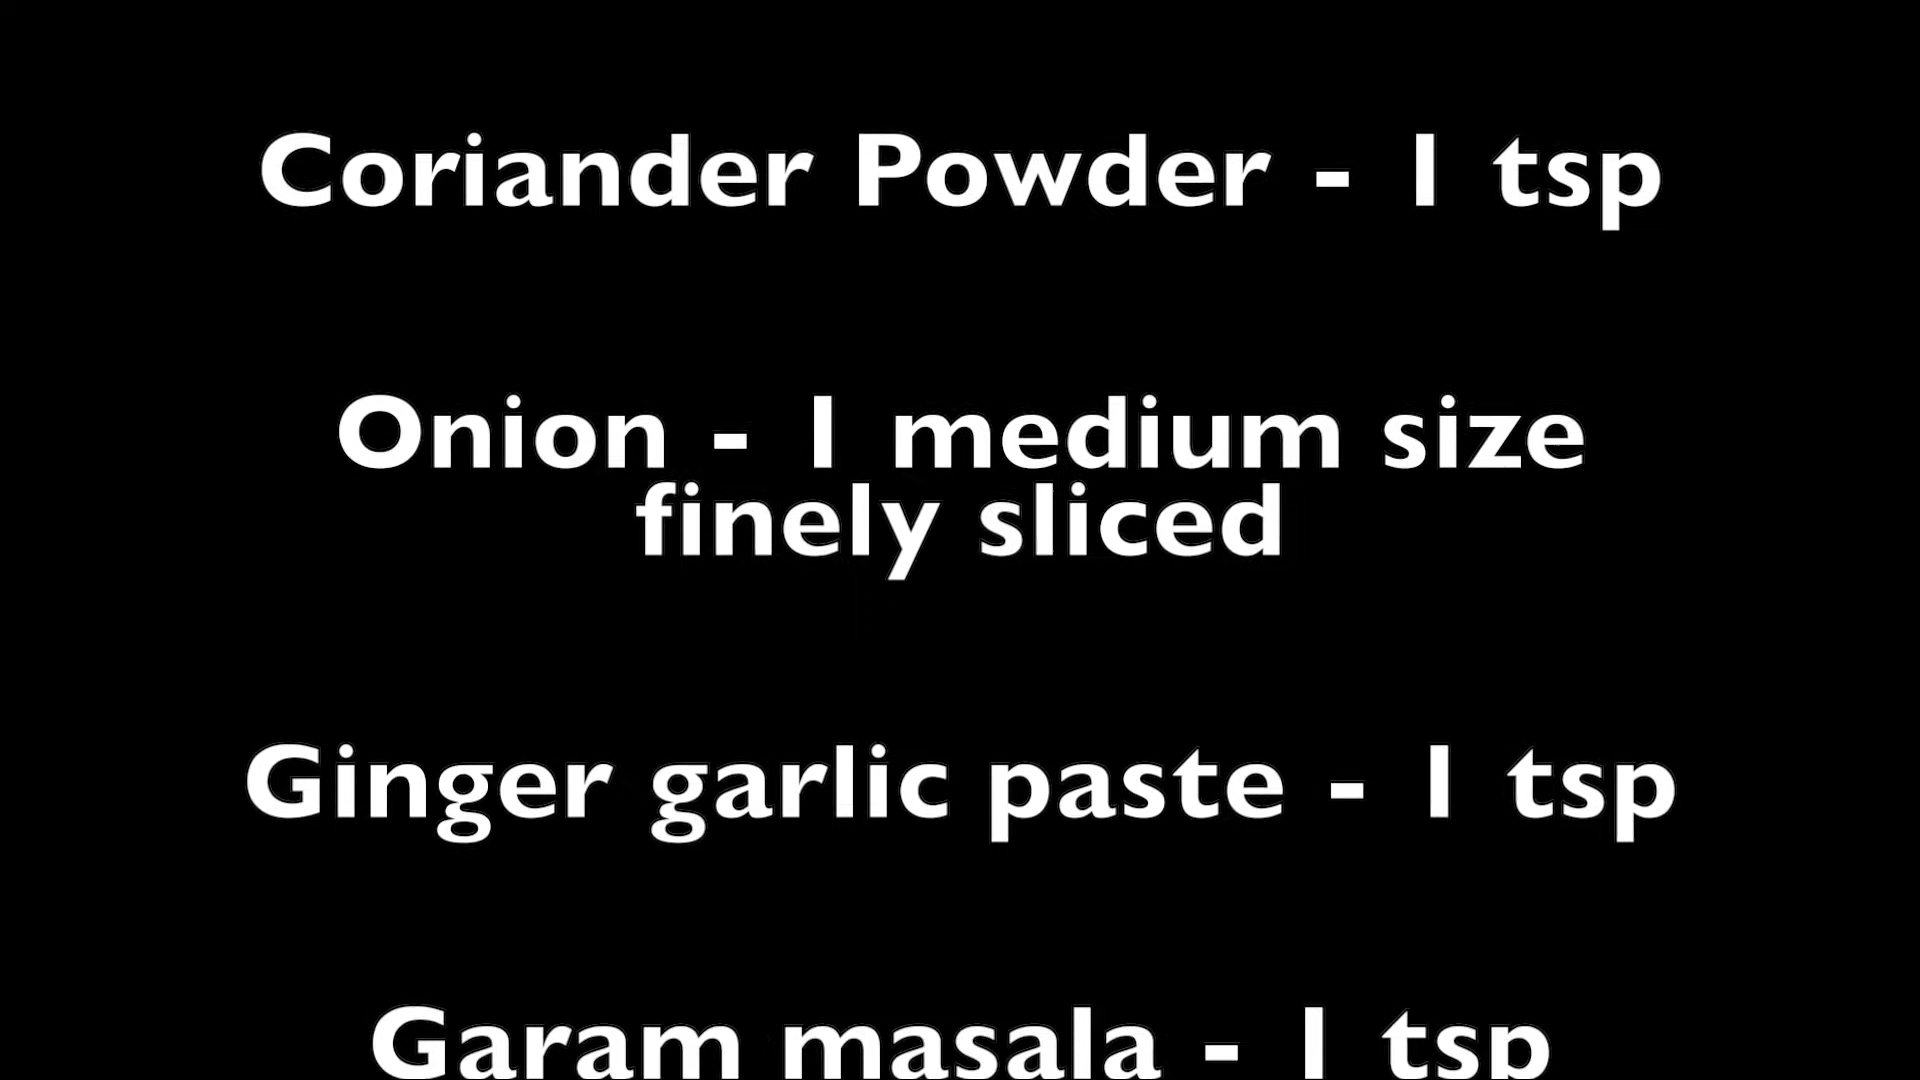 Coriander Powder - 1 tsp
Onion - 1 medium size
finely sliced
Ginger garlic paste - 1 tsp
Garam masala - 1 tsp